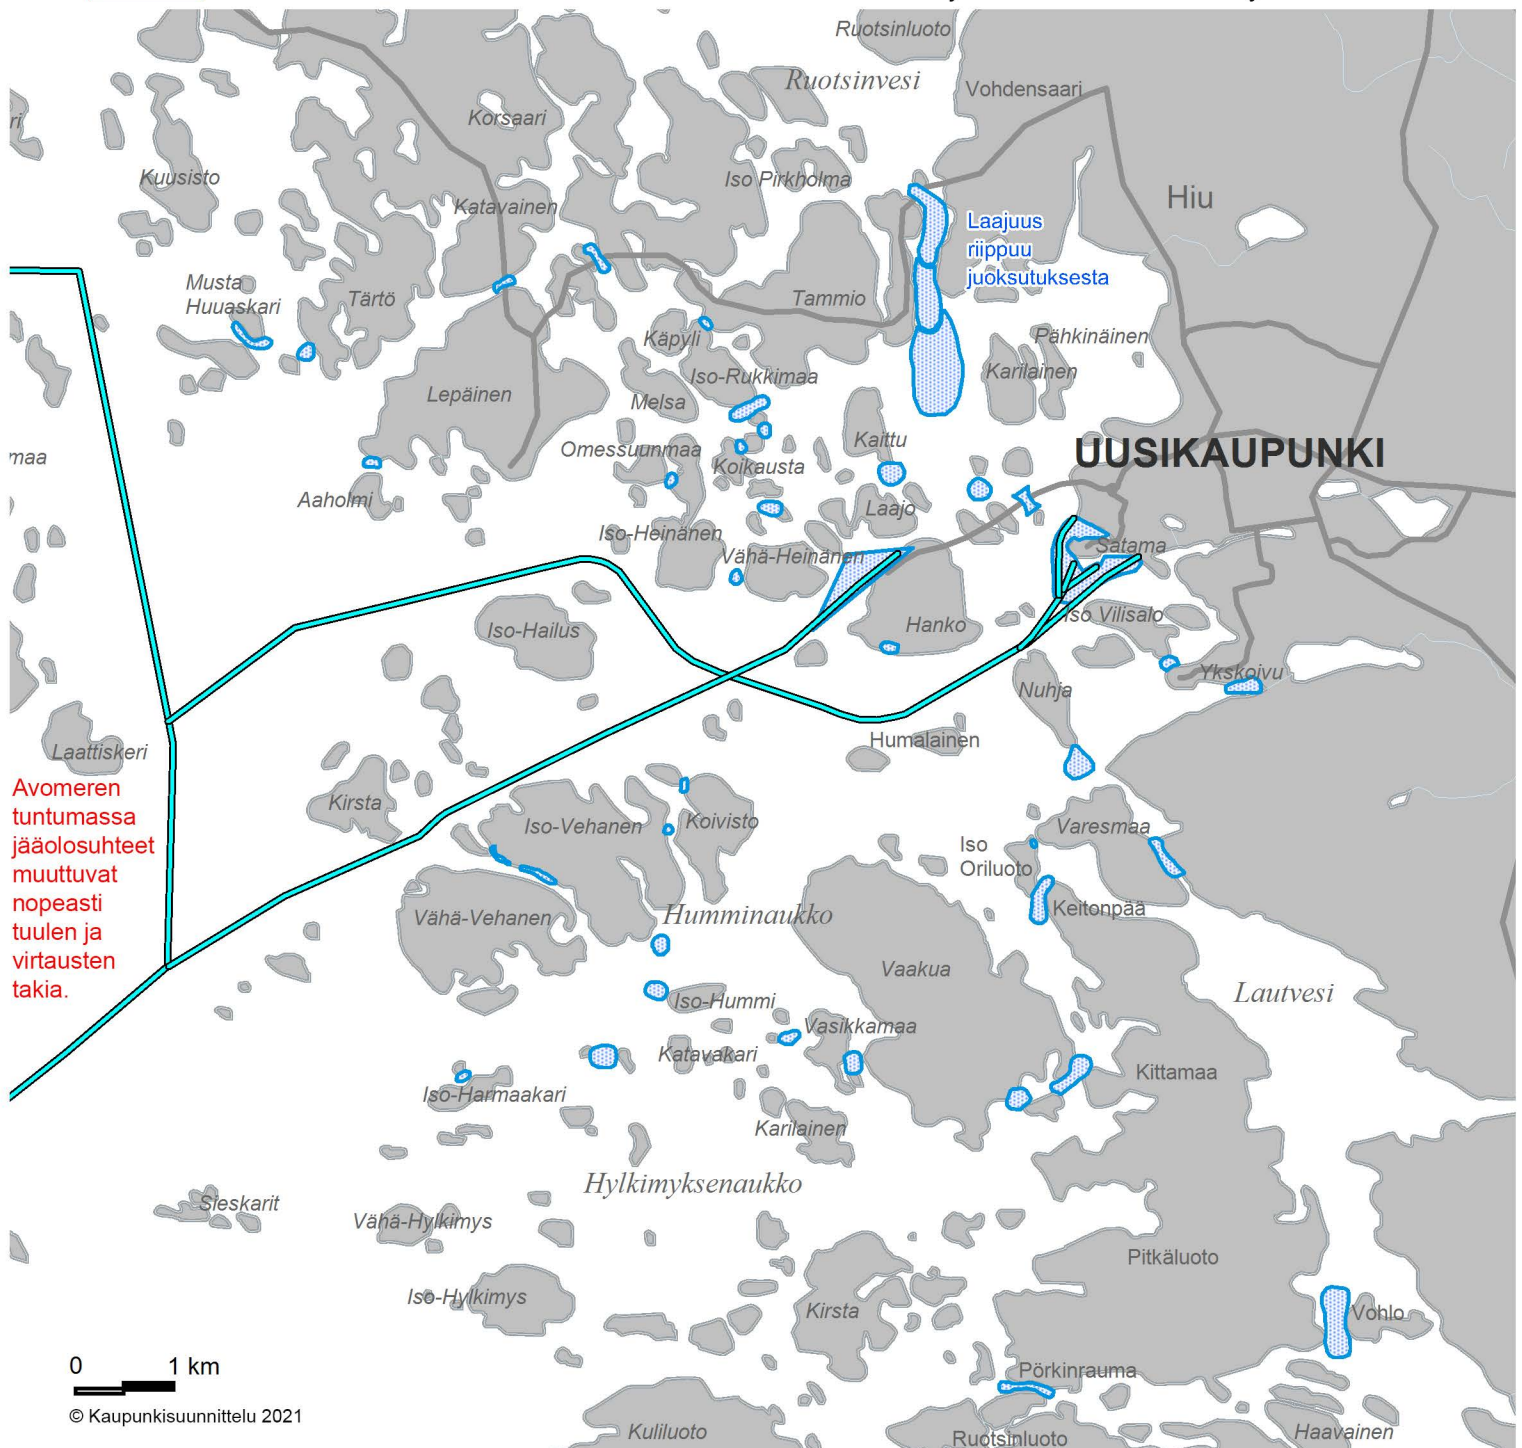 Ruotsinluoto
Ruotsinvesi
Vohdensaari
Korsaari
Kuusisto
Iso Pirkholma
Hiu
Katavainen
Laajuus
riippuu
juoksutuksesta
Musta
Huuaskari
Tärtö
Tammio
Käpyli
Pähkinäinen
Iso-Rukkimaa
Karilainen
Lepäinen
Melsa
Kaittu
UUSIKAUPUNKI
Omessuunmaa
Koikausta
maa
Aaholmi
Laajo
Iso-Heinänen
Vähä-Heinänen
Satama
Iso Vilisalo
Iso-Hailus
Hanko
Ykskoivu
Nuhja
Humalainen
Laattiskeri
Avomeren
tuntumassa
jääolosuhteet
muuttuvat
nopeasti
tuulen ja
virtausten
takia.
Kirsta
Iso-Vehanen
Koivisto
Varesmaa
Iso
Oriluoto
Keitonpää
Vähä-Vehanen
Humminaukko
Vaakua
Lautvesi
Iso-Hummi
Vasikkamaa
Katavakari
Kittamaa
Iso-Harmaakari
Karilainen
Hylkimyksenaukko
Sieskarit
Vähä-Hylkimys
Pitkäluoto
Iso-Hylkimys
Kirsta
Vohlo
0 1 km
Pörkinrauma
© Kaupunkisuunnittelu 2021
Kuliluoto
Ruotsinluoto
Haavainen